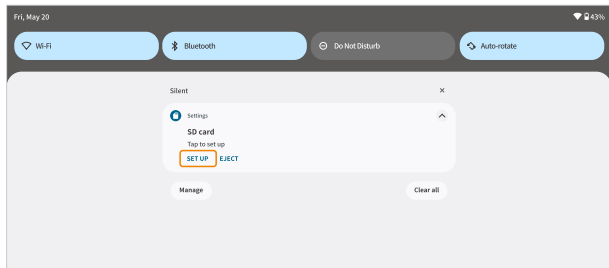 Fri, May 20 43%
Wi-Fi Bluetooth Do Not Disturb Auto-rotate
Silent
Settings
SD card
Tap to set up
SET UP EJECT
Manage Clear all